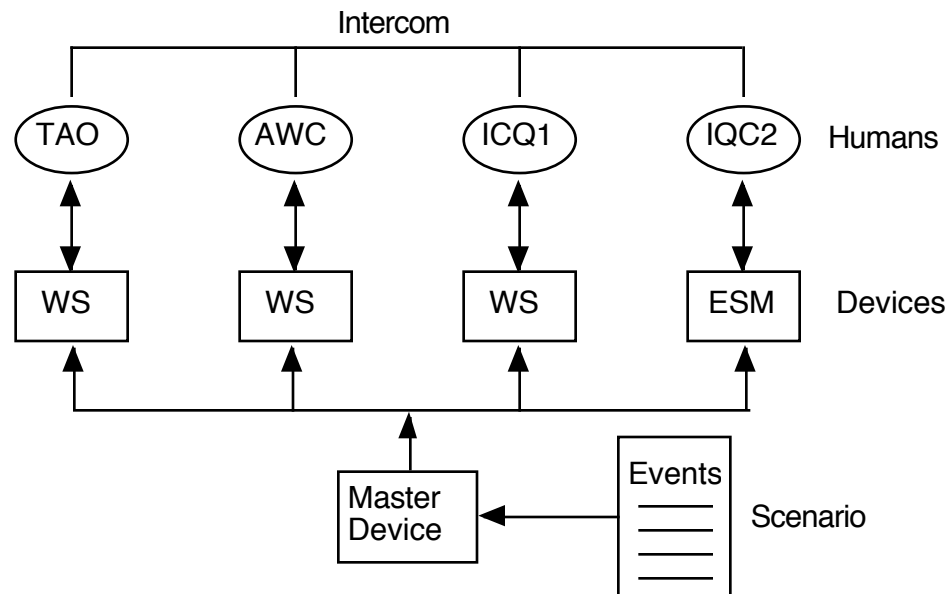 Intercom
TAO
AWC
ICQ1
IQC2
Humans
WS
WS
WS
ESM
Devices
Master
Device
Events
Scenario